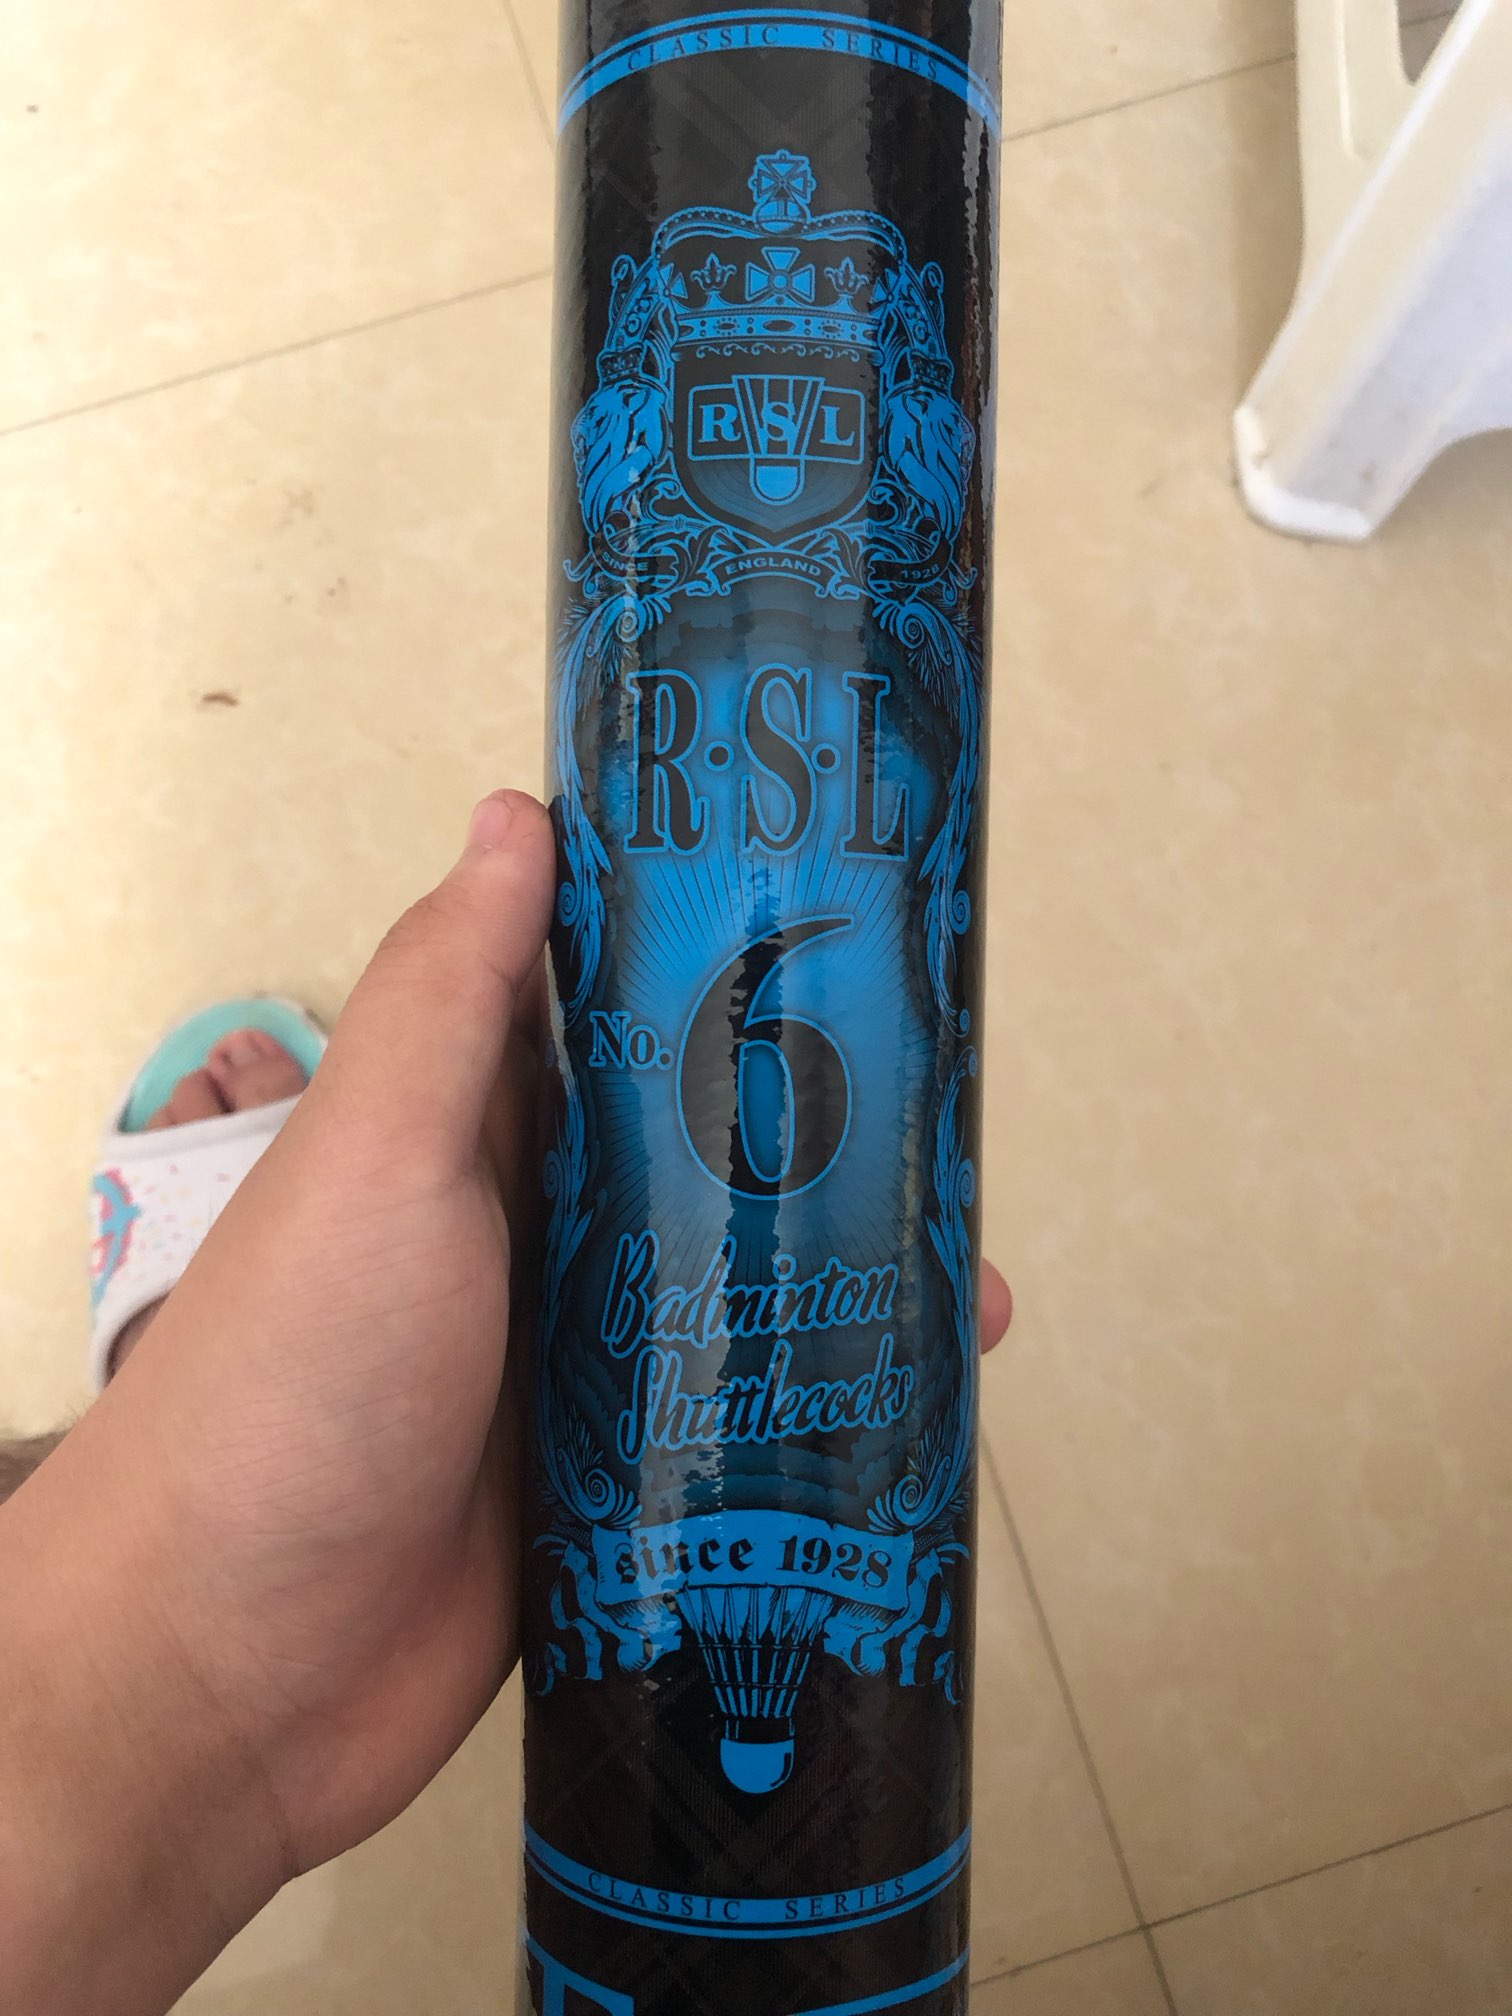 CLASSIC SERIES
RSL
SINCE ENGLAND 1928
R·S·L
No. 6
Badminton
Shuttlecocks
since 1928
CLASSIC SERIES